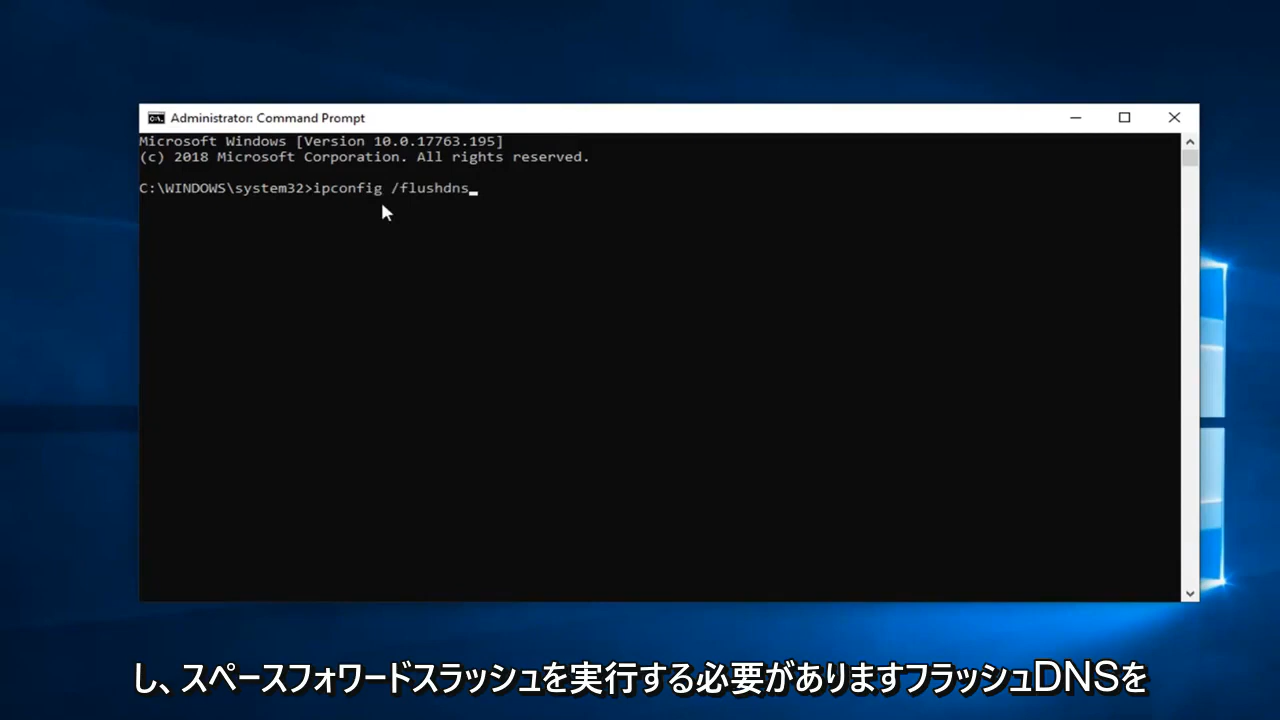 Administrator: Command Prompt
Microsoft Windows [Version 10.0.17763.195]
(c) 2018 Microsoft Corporation. All rights reserved.
C:\WINDOWS\system32>ipconfig /flushdns
し、スペースフォワードスラッシュを実行する必要がありますフラッシュDNSを